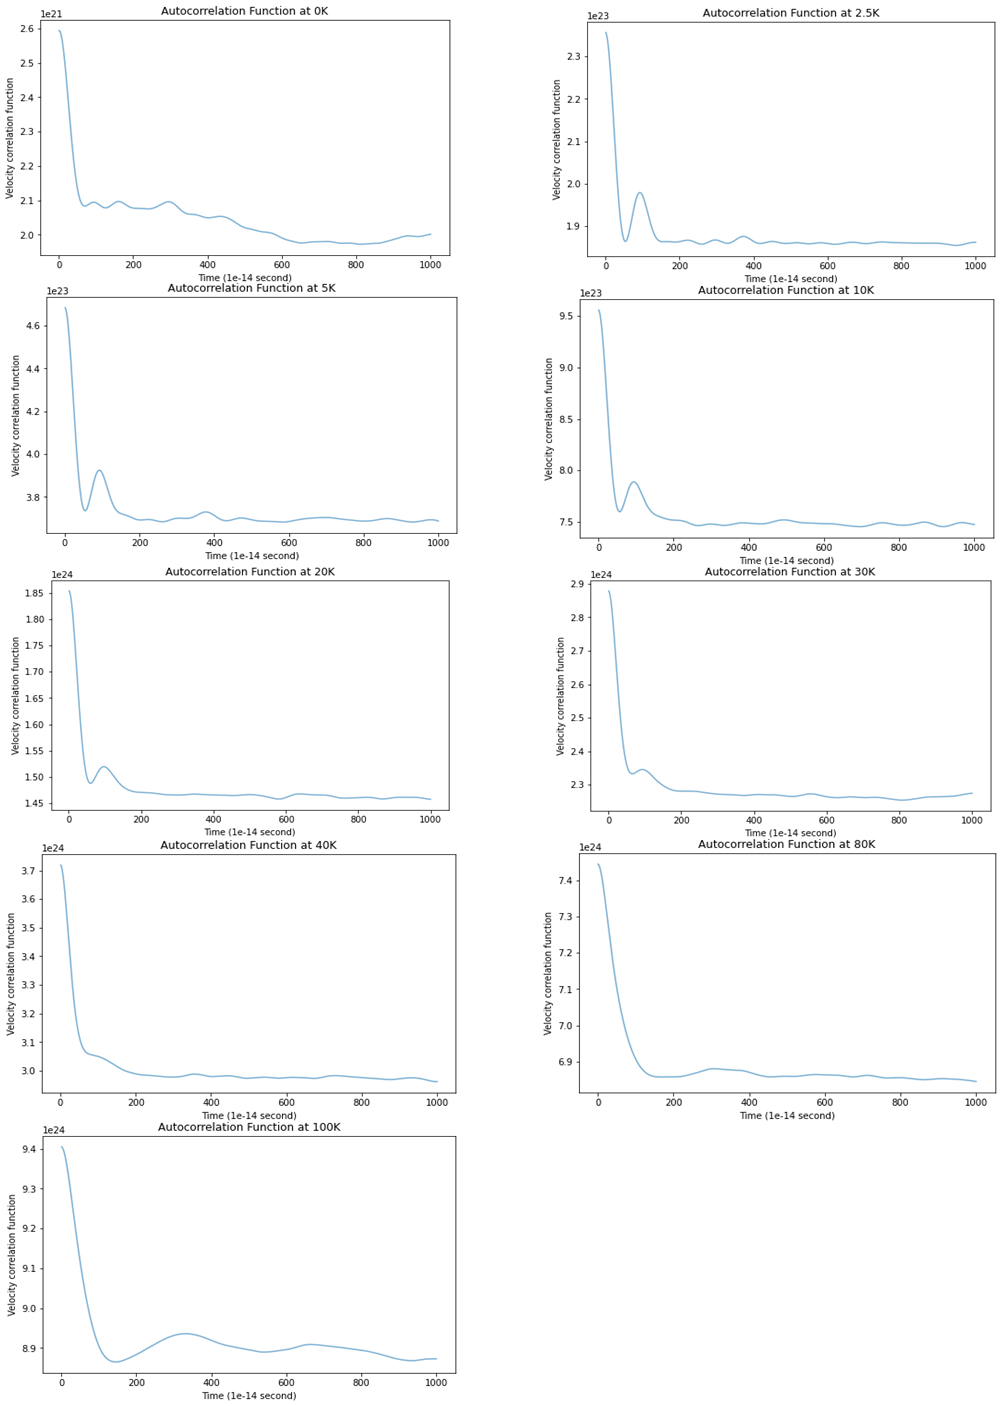 Autocorrelation Function at 0K
1e21
2.6
2.5
2.4
2.3
2.2
2.1
2.0
Velocity correlation function
0 200 400 600 800 1000
Time (1e-14 second)
Autocorrelation Function at 2.5K
1e23
2.3
2.2
2.1
2.0
1.9
Velocity correlation function
0 200 400 600 800 1000
Time (1e-14 second)
Autocorrelation Function at 5K
1e23
4.6
4.4
4.2
4.0
3.8
Velocity correlation function
0 200 400 600 800 1000
Time (1e-14 second)
Autocorrelation Function at 10K
1e23
9.5
9.0
8.5
8.0
7.5
Velocity correlation function
0 200 400 600 800 1000
Time (1e-14 second)
Autocorrelation Function at 20K
1e24
1.85
1.80
1.75
1.70
1.65
1.60
1.55
1.50
1.45
Velocity correlation function
0 200 400 600 800 1000
Time (1e-14 second)
Autocorrelation Function at 30K
1e24
2.9
2.8
2.7
2.6
2.5
2.4
2.3
Velocity correlation function
0 200 400 600 800 1000
Time (1e-14 second)
Autocorrelation Function at 40K
1e24
3.7
3.6
3.5
3.4
3.3
3.2
3.1
3.0
Velocity correlation function
0 200 400 600 800 1000
Time (1e-14 second)
Autocorrelation Function at 80K
1e24
7.4
7.3
7.2
7.1
7.0
6.9
Velocity correlation function
0 200 400 600 800 1000
Time (1e-14 second)
Autocorrelation Function at 100K
1e24
9.4
9.3
9.2
9.1
9.0
8.9
Velocity correlation function
0 200 400 600 800 1000
Time (1e-14 second)